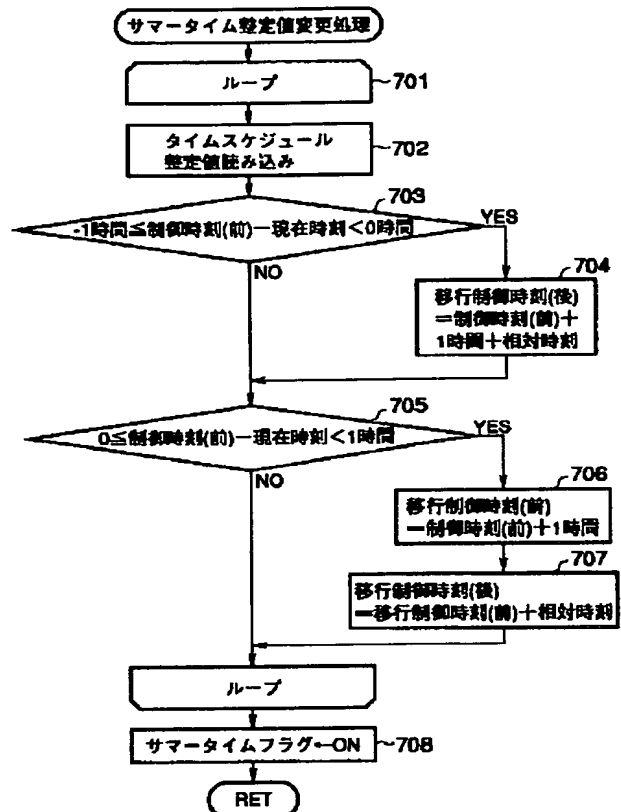 サマータイム整定値変更処理
ループ
701
タイムスケジュール
整定値読み込み
702
703
-1時間≦制御時刻(前)ー現在時刻<0時間
YES
NO
704
移行制御時刻(後)
=制御時刻(前)+
1時間+相対時刻
705
0≦制御時刻(前)ー現在時刻<1時間
YES
NO
706
移行制御時刻(前)
=制御時刻(前)+1時間
707
移行制御時刻(後)
=移行制御時刻(前)+相対時刻
ループ
サマータイムフラグ←ON
708
RET